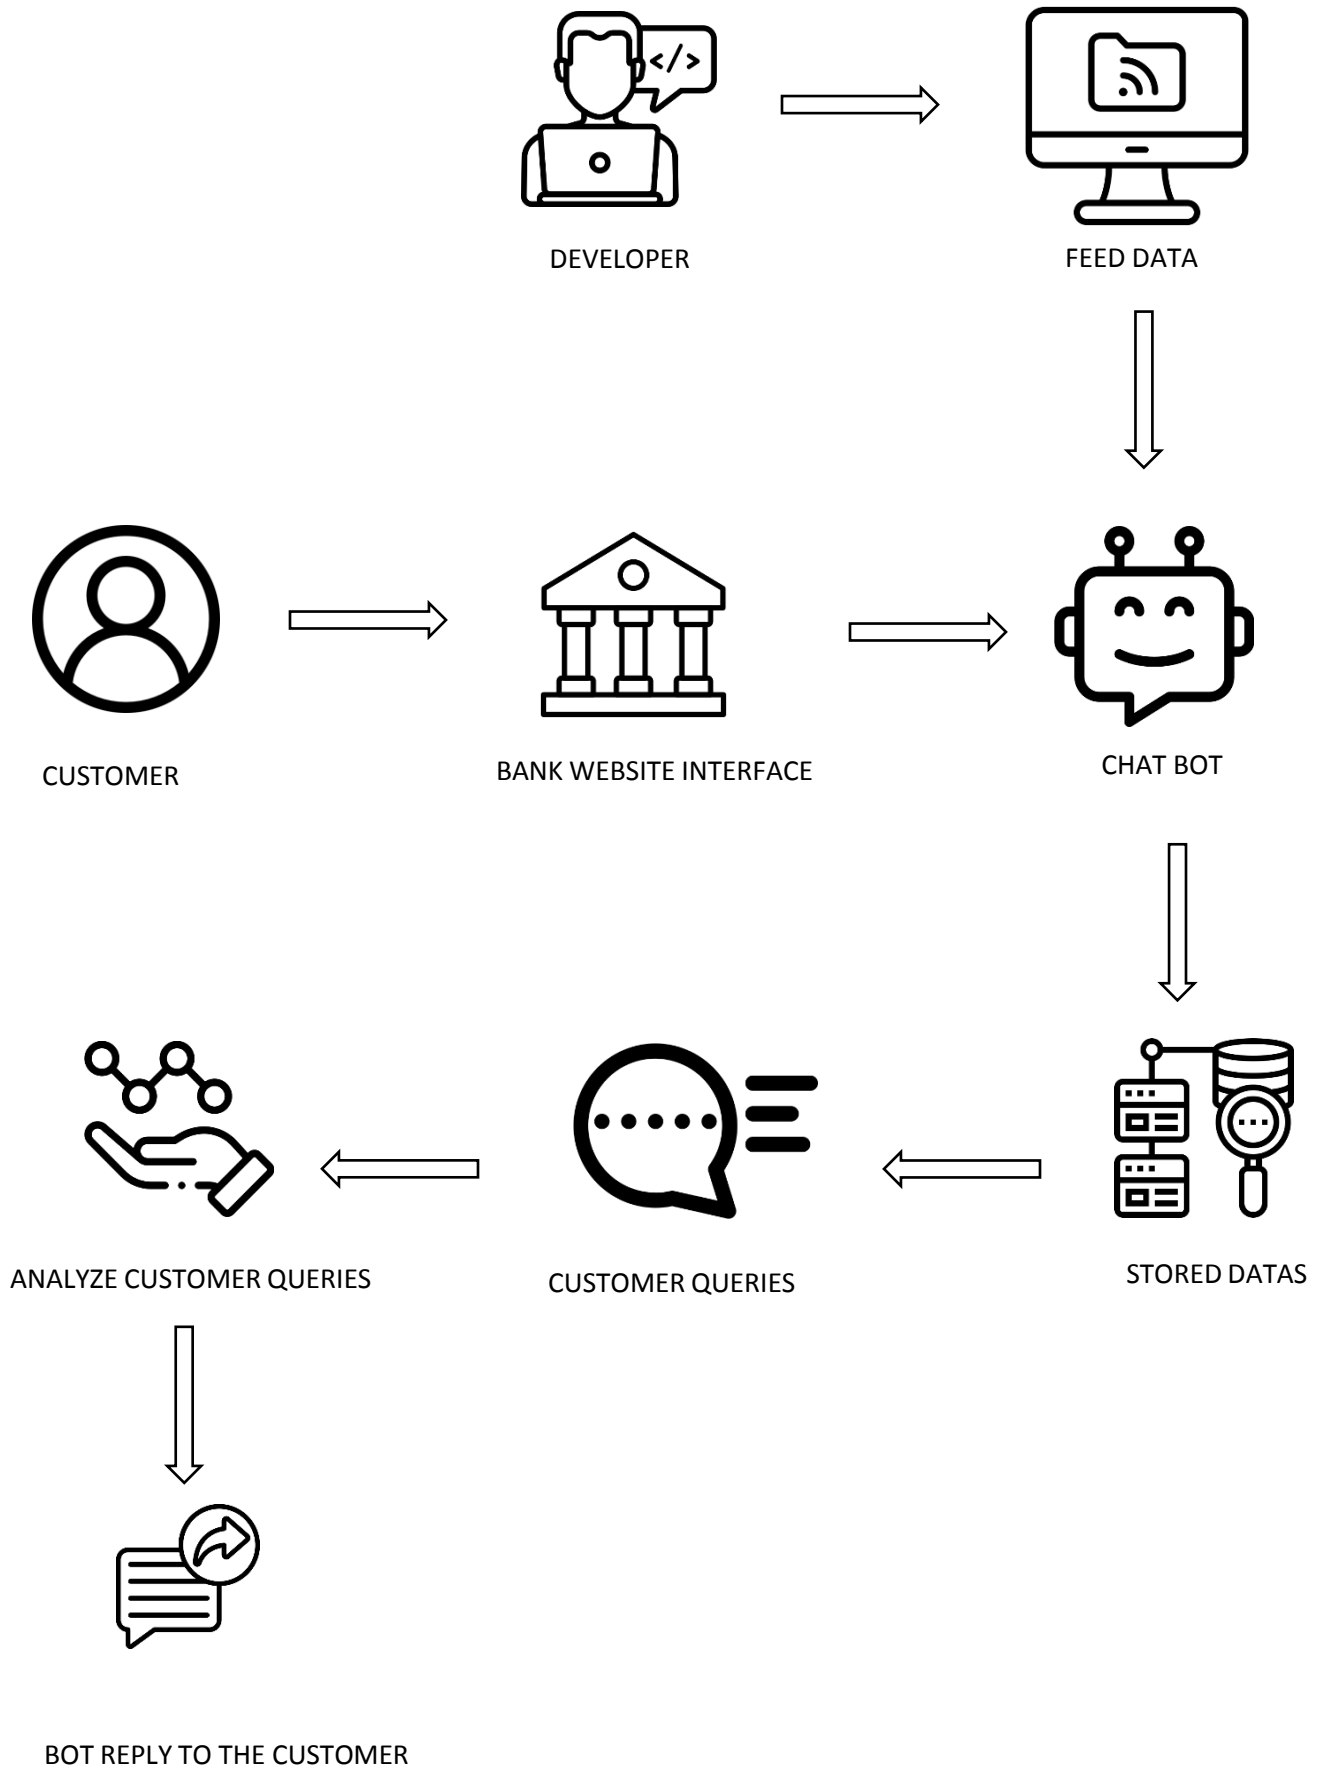 </>
DEVELOPER
FEED DATA
CUSTOMER
BANK WEBSITE INTERFACE
CHAT BOT
ANALYZE CUSTOMER QUERIES
CUSTOMER QUERIES
STORED DATAS
BOT REPLY TO THE CUSTOMER